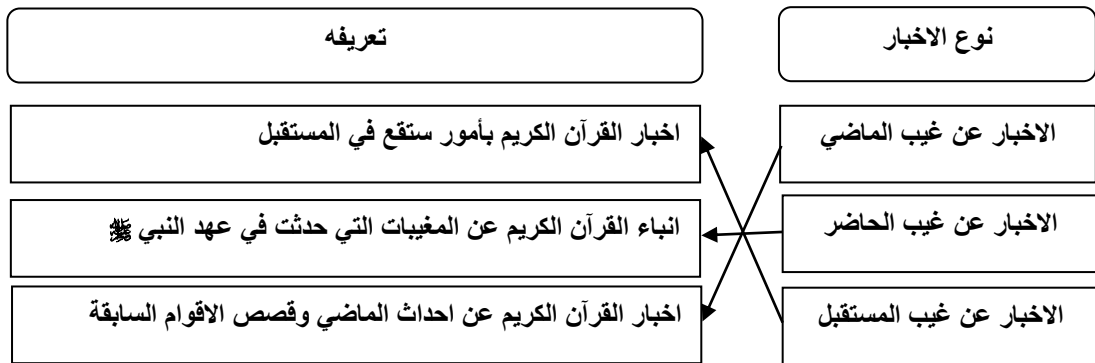 نوع الاخبار
تعريفه
الاخبار عن غيب الماضي
اخبار القرآن الكريم بأمور ستقع في المستقبل
الاخبار عن غيب الحاضر
انباء القرآن الكريم عن المغيبات التي حدثت في عهد النبي ﷺ
الاخبار عن غيب المستقبل
اخبار القرآن الكريم عن احداث الماضي وقصص الاقوام السابقة